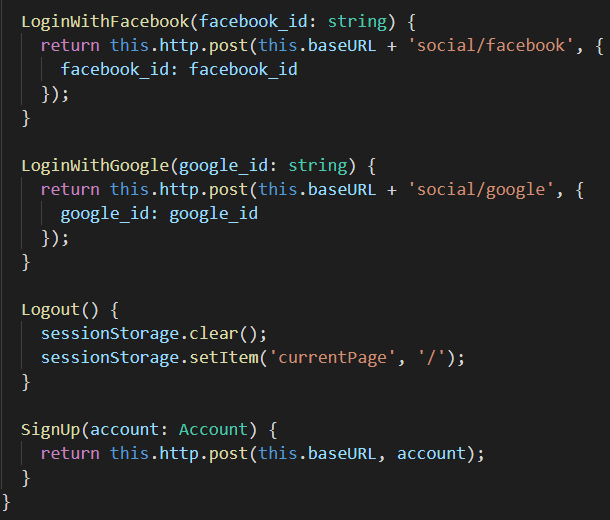 LoginWithFacebook(facebook_id: string) {
return this.http.post(this.baseURL + 'social/facebook', {
facebook_id: facebook_id
});
}
LoginWithGoogle(google_id: string) {
return this.http.post(this.baseURL + 'social/google', {
google_id: google_id
});
}
Logout() {
sessionStorage.clear();
sessionStorage.setItem('currentPage', '/');
}
SignUp(account: Account) {
return this.http.post(this.baseURL, account);
}
}